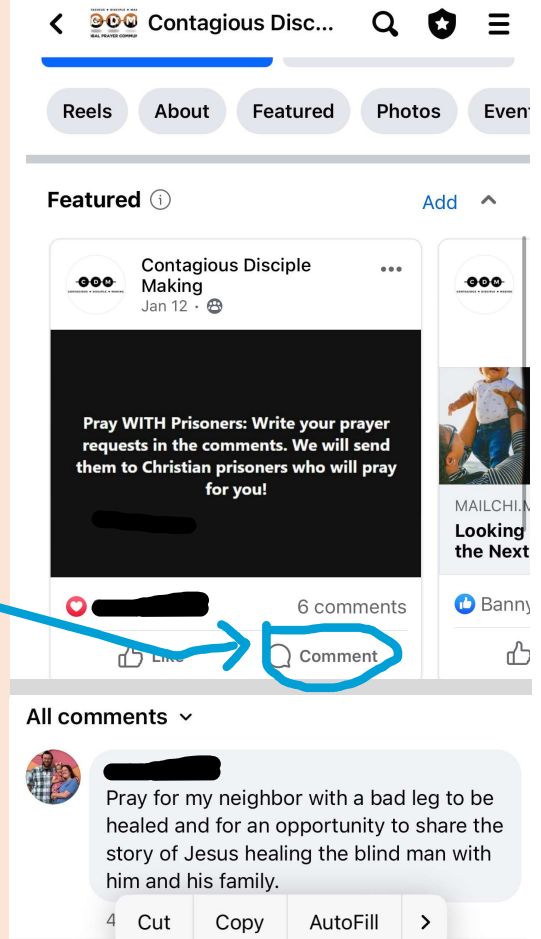 Contagious Disc...
CDM
Reels About Featured Photos Even
Featured
Add
Contagious Disciple
Making
Jan 12 ·
CDM
CDM
Pray WITH Prisoners: Write your prayer
requests in the comments. We will send
them to Christian prisoners who will pray
for you!
MAILCHI.M
Looking
the Next
6 comments
Banny
Like
Comment
All comments
Pray for my neighbor with a bad leg to be
healed and for an opportunity to share the
story of Jesus healing the blind man with
him and his family.
4
Cut Copy AutoFill